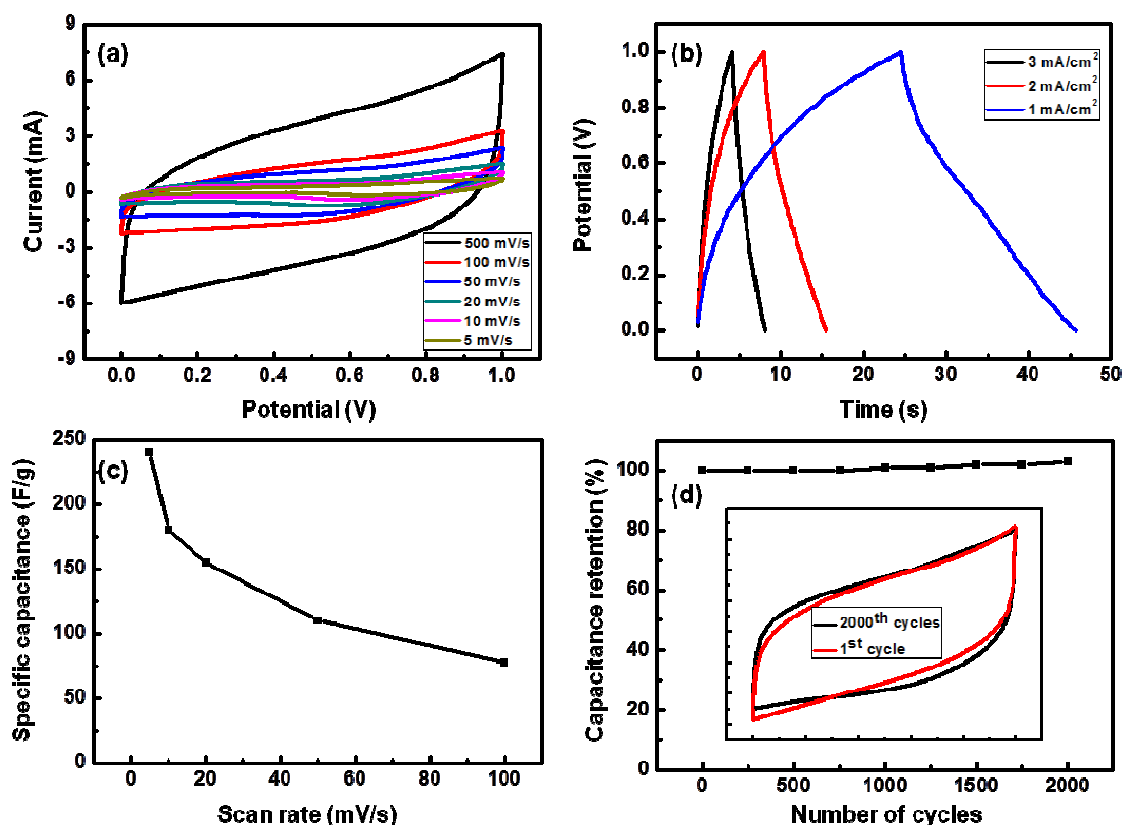 (a)
9
6
3
0
-3
-6
-9
Current (mA)
500 mV/s
100 mV/s
50 mV/s
20 mV/s
10 mV/s
5 mV/s
0.0 0.2 0.4 0.6 0.8 1.0
Potential (V)
(b)
1.0
0.8
0.6
0.4
0.2
0.0
Potential (V)
3 mA/cm²
2 mA/cm²
1 mA/cm²
0 10 20 30 40 50
Time (s)
(c)
250
200
150
100
50
0
Specific capacitance (F/g)
0 20 40 60 80 100
Scan rate (mV/s)
(d)
100
80
60
40
20
0
Capacitance retention (%)
2000th cycles
1st cycle
0 500 1000 1500 2000
Number of cycles